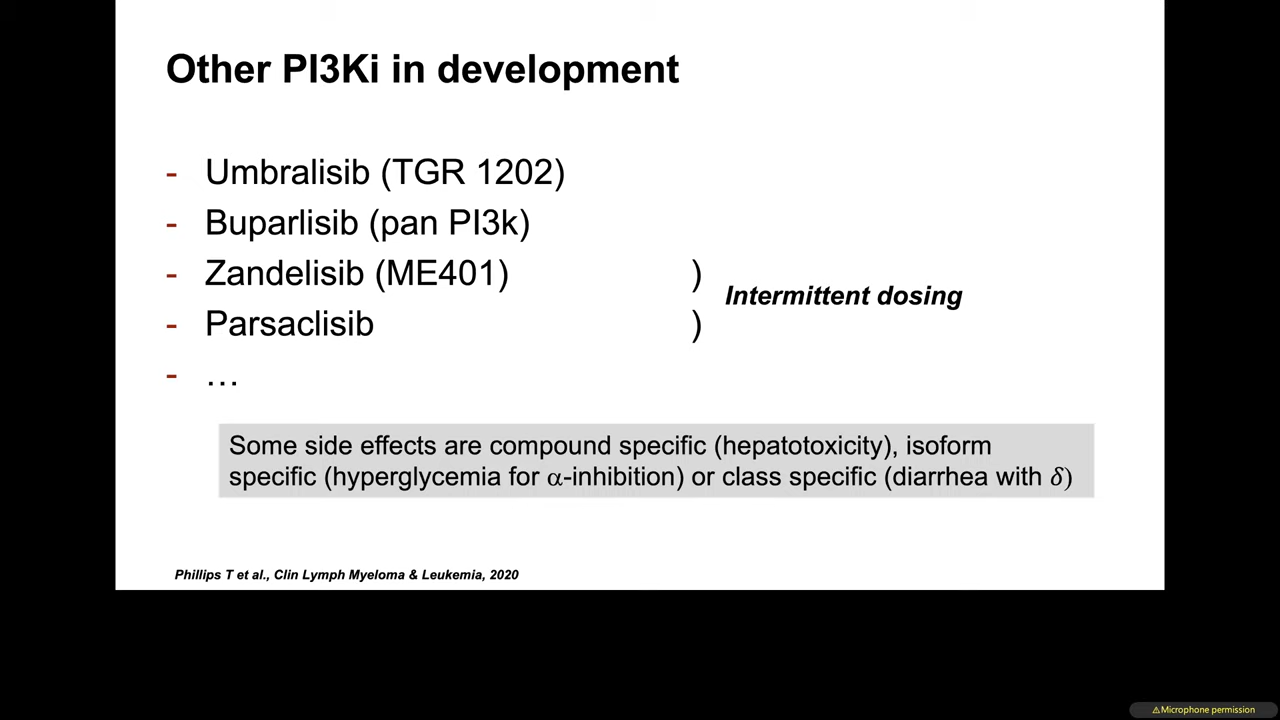 Other PI3Ki in development
- Umbralisib (TGR 1202)
- Buparlisib (pan PI3k)
- Zandelisib (ME401) )
Intermittent dosing
- Parsaclisib )
- …
Some side effects are compound specific (hepatotoxicity), isoform
specific (hyperglycemia for α-inhibition) or class specific (diarrhea with δ)
Phillips T et al., Clin Lymph Myeloma & Leukemia, 2020
⚠Microphone permission